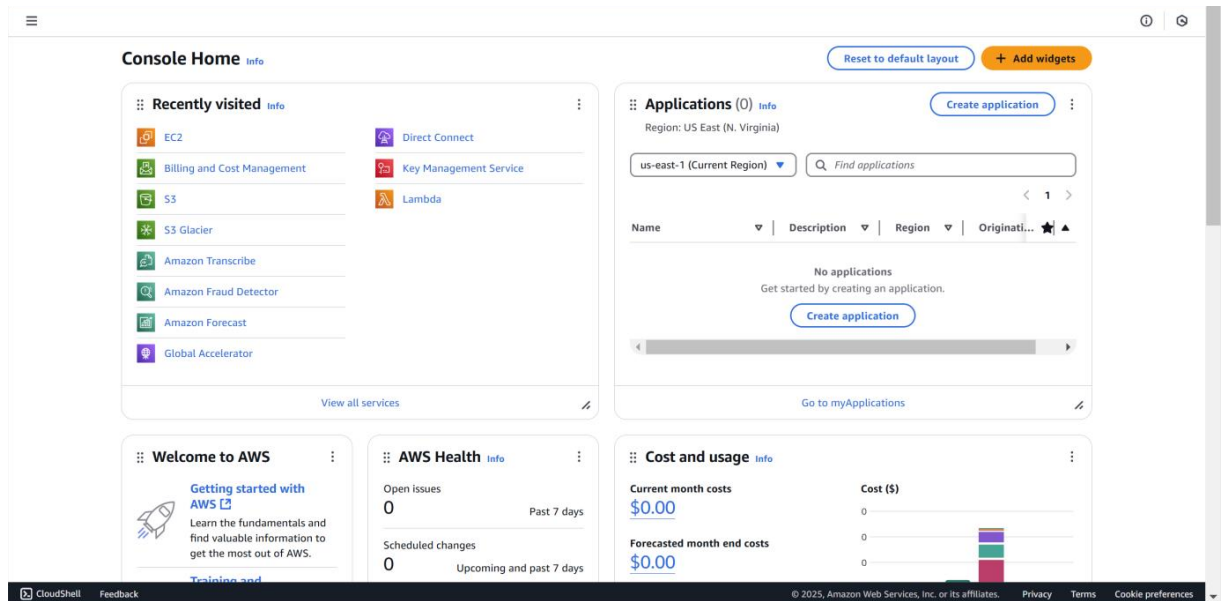 Console Home Info
Reset to default layout
+ Add widgets
Recently visited Info
EC2
Billing and Cost Management
S3
S3 Glacier
Amazon Transcribe
Amazon Fraud Detector
Amazon Forecast
Global Accelerator
Direct Connect
Key Management Service
Lambda
View all services
Applications (0) Info
Create application
Region: US East (N. Virginia)
us-east-1 (Current Region)
Find applications
1
Name
Description
Region
Originati...
No applications
Get started by creating an application.
Create application
Go to myApplications
Welcome to AWS
Getting started with
AWS
Learn the fundamentals and
find valuable information to
get the most out of AWS.
Training and
AWS Health Info
Open issues
0
Past 7 days
Scheduled changes
0
Upcoming and past 7 days
Cost and usage Info
Current month costs
$0.00
Forecasted month end costs
$0.00
Cost ($)
0
0
0
CloudShell
Feedback
© 2025, Amazon Web Services, Inc. or its affiliates.
Privacy
Terms
Cookie preferences